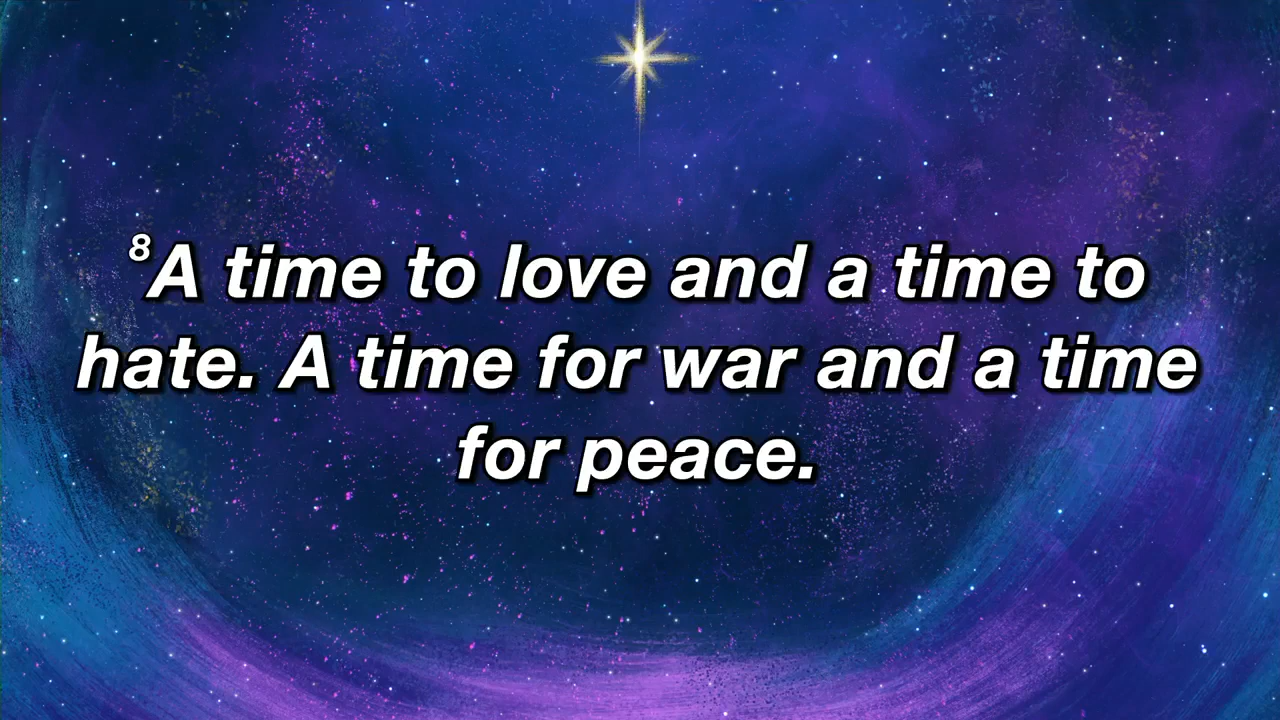 ⁸A time to love and a time to
hate. A time for war and a time
for peace.